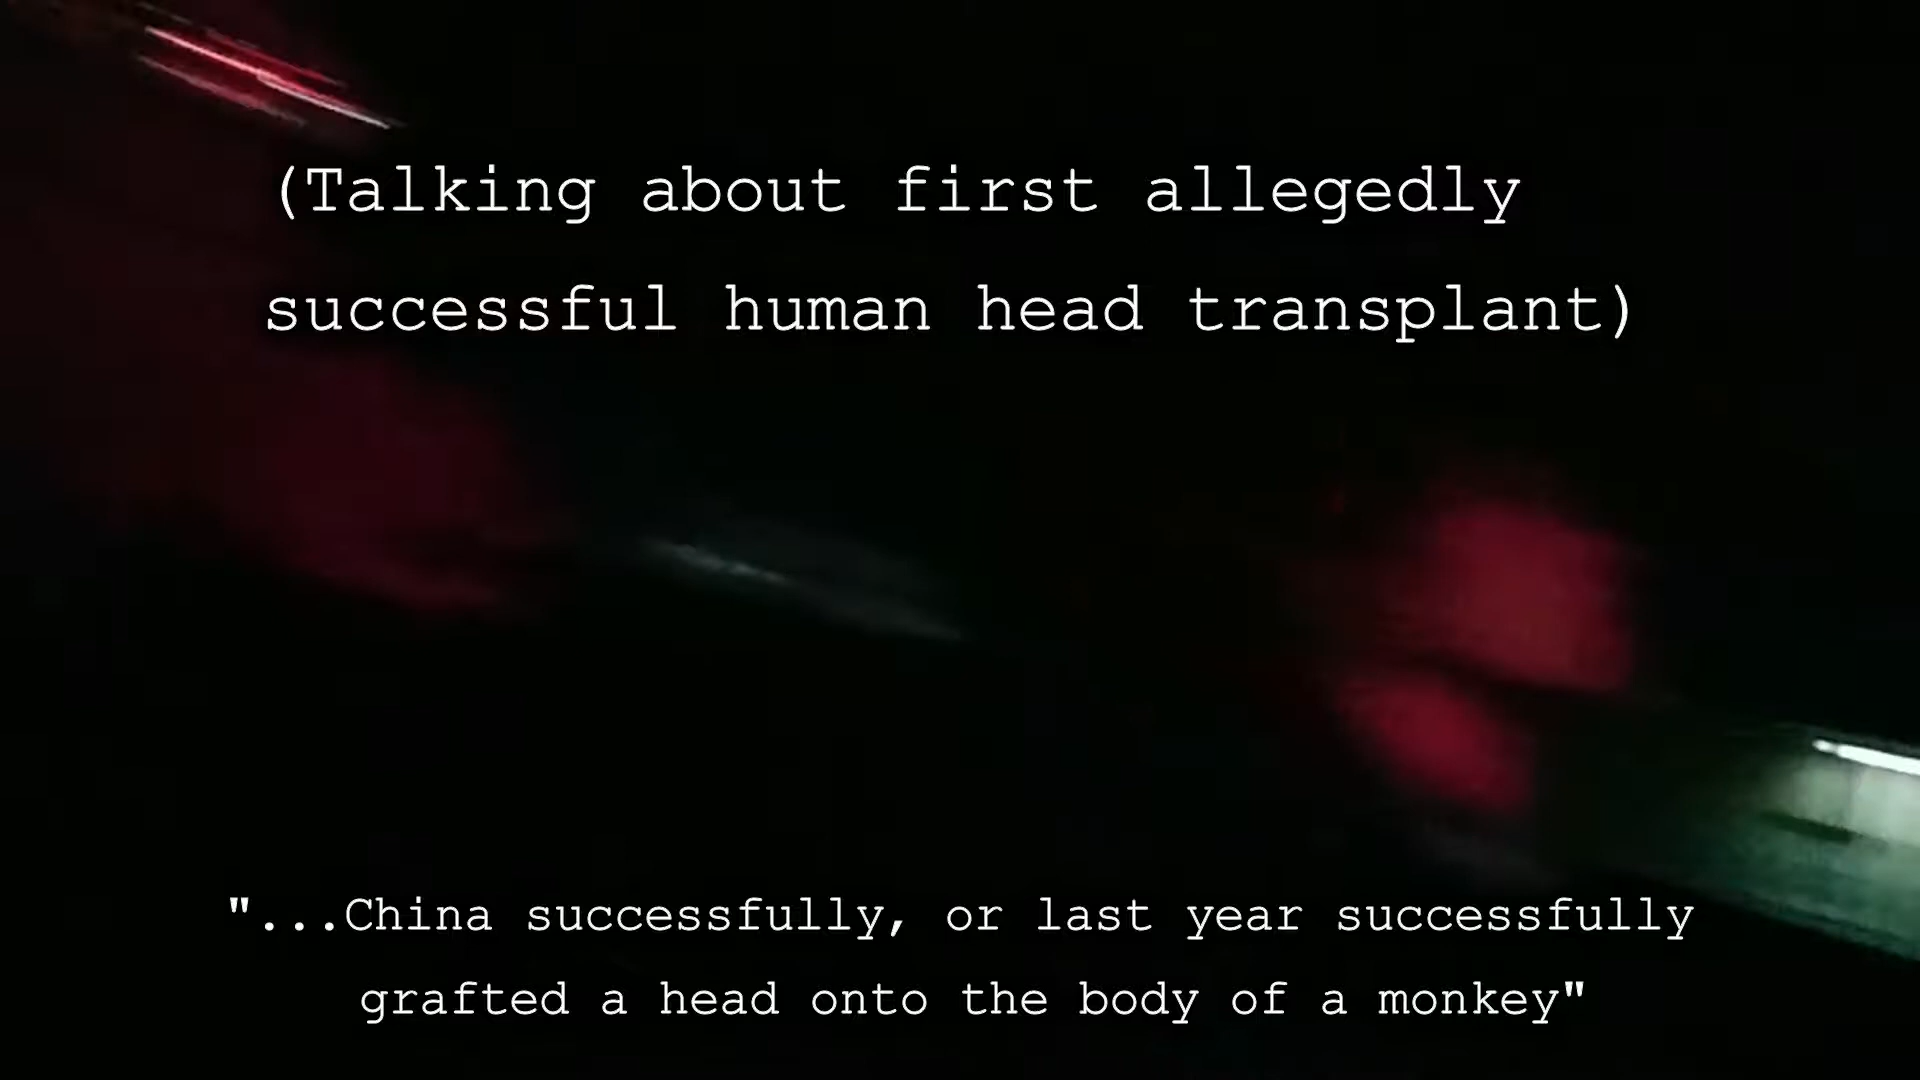 (Talking about first allegedly
successful human head transplant)
"...China successfully, or last year successfully
grafted a head onto the body of a monkey"